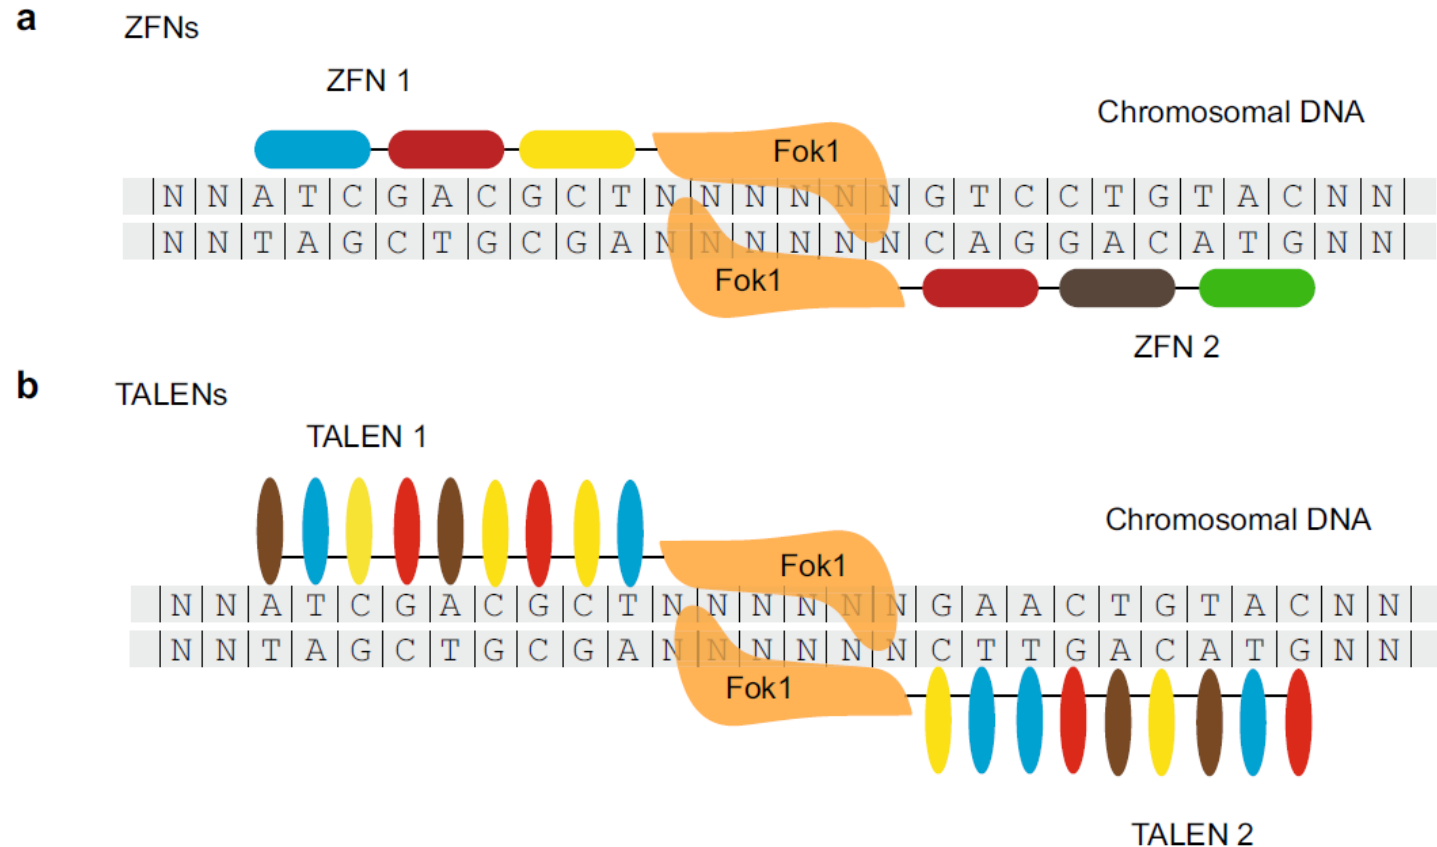 a
ZFNs
ZFN 1
Chromosomal DNA
Fok1
N N A T C G A C G C T N N N N N N G T C C T G T A C N N
N N T A G C T G C G A N N N N N N C A G G A C A T G N N
Fok1
ZFN 2
b
TALENs
TALEN 1
Chromosomal DNA
Fok1
N N A T C G A C G C T N N N N N N G A A C T G T A C N N
N N T A G C T G C G A N N N N N N C T T G A C A T G N N
Fok1
TALEN 2